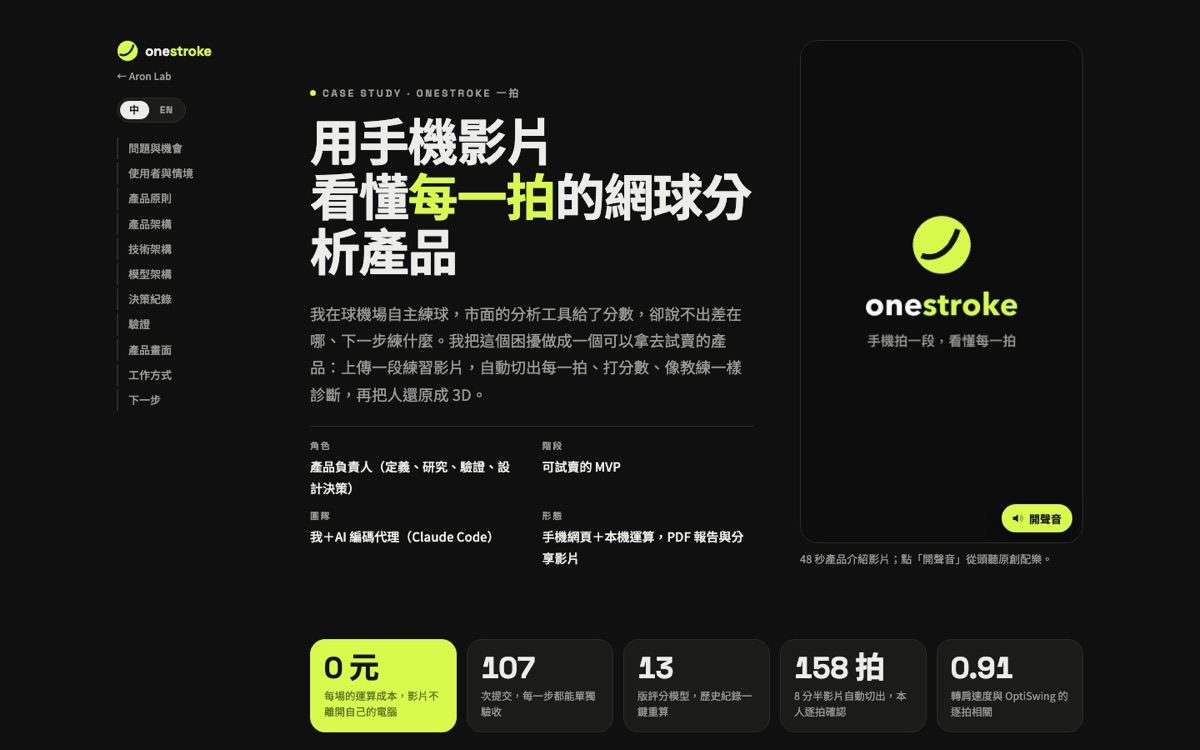 onestroke
← Aron Lab
中 EN
問題與機會
使用者與情境
產品原則
產品架構
技術架構
模型架構
決策紀錄
驗證
產品畫面
工作方式
下一步
CASE STUDY · ONESTROKE 一拍
用手機影片
看懂每一拍的網球分
析產品
我在球機場自主練球，市面的分析工具給了分數，卻說不出差在
哪、下一步練什麼。我把這個困擾做成一個可以拿去試賣的產
品：上傳一段練習影片，自動切出每一拍、打分數、像教練一樣
診斷，再把人還原成 3D。
角色
產品負責人（定義、研究、驗證、設
計決策）
階段
可試賣的 MVP
團隊
我＋AI 編碼代理（Claude Code）
形態
手機網頁＋本機運算，PDF 報告與分
享影片
onestroke
手機拍一段，看懂每一拍
開聲音
48 秒產品介紹影片；點「開聲音」從頭聽原創配樂。
0 元
每場的運算成本，影片不
離開自己的電腦
107
次提交，每一步都能單獨
驗收
13
版評分模型，歷史紀錄一
鍵重算
158 拍
8 分半影片自動切出，本
人逐拍確認
0.91
轉肩速度與 OptiSwing 的
逐拍相關